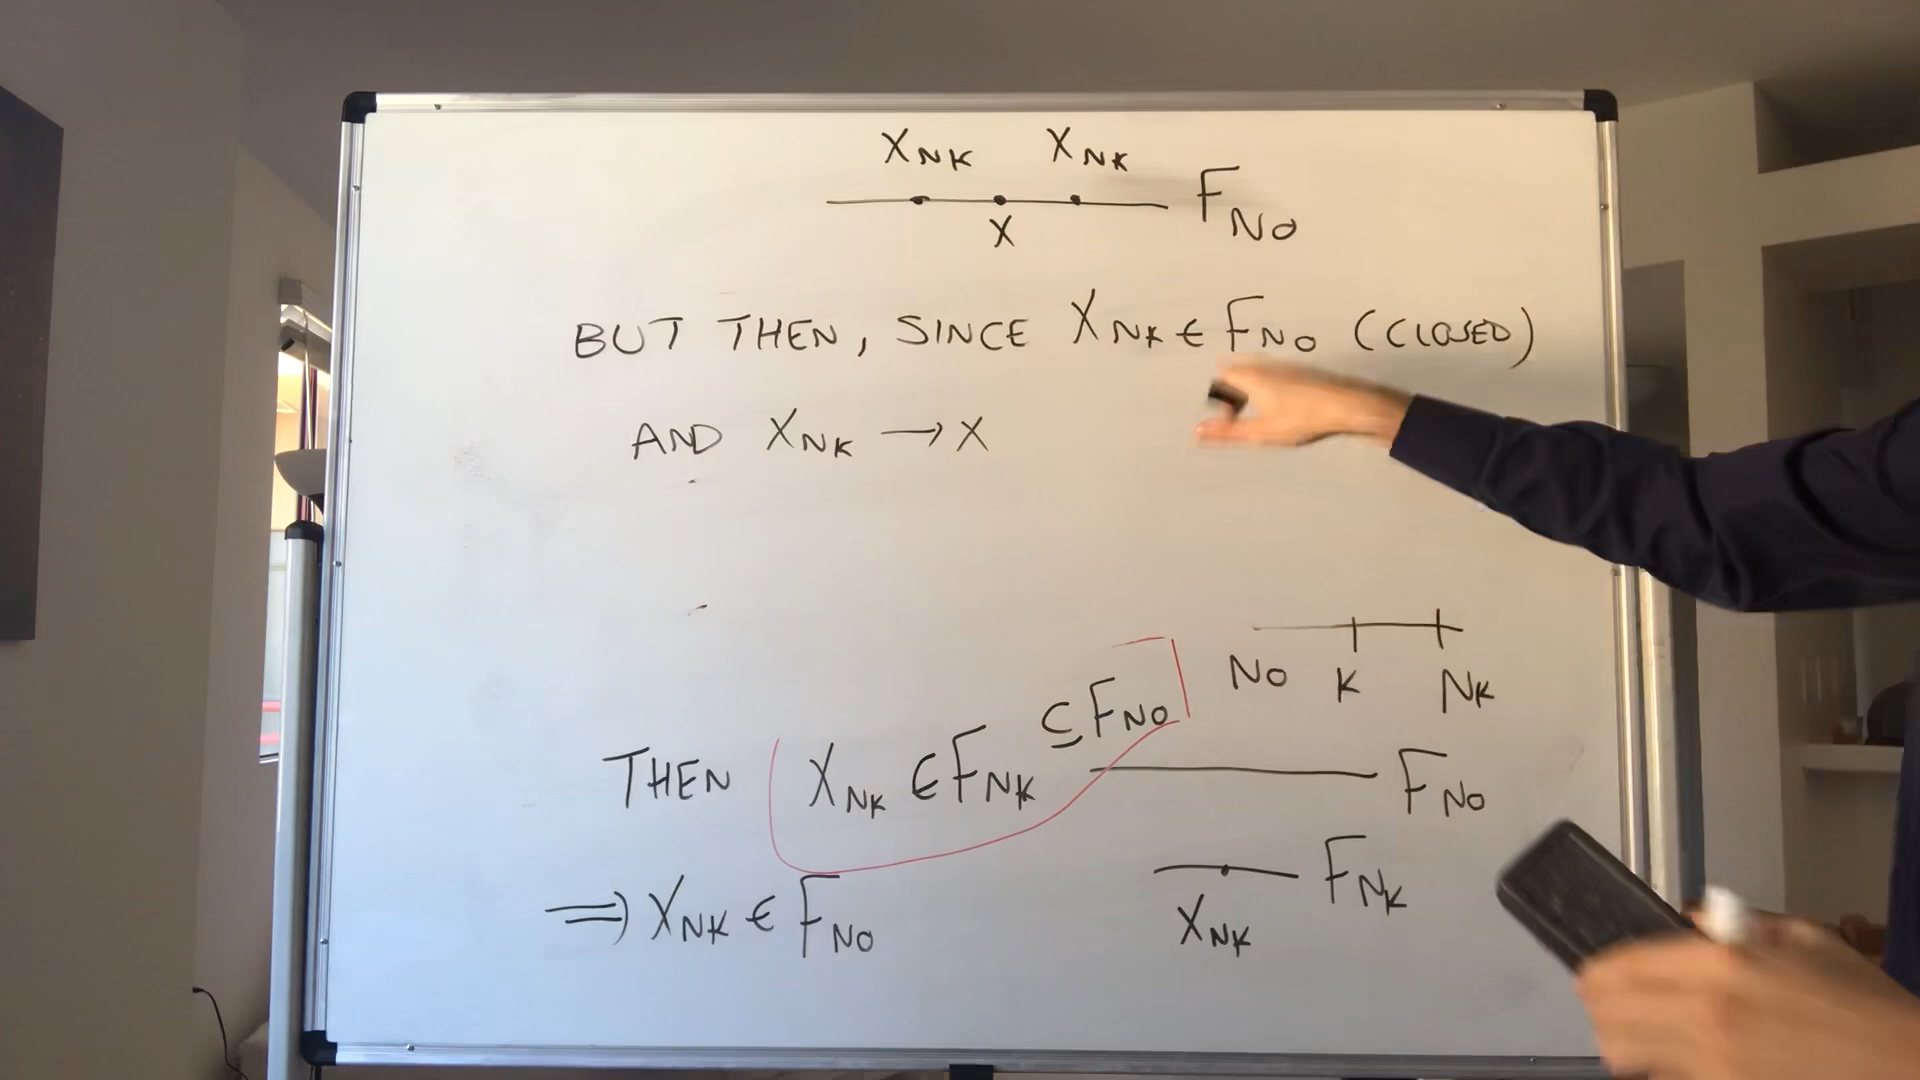 X_NK X_NK
X F_NO
BUT THEN, SINCE X_NK ∈ F_NO (CLOSED)
AND X_NK → X
NO K NK
THEN X_NK ∈ F_NK ⊆ F_NO
F_NO
⇒ X_NK ∈ F_NO
F_NK
X_NK